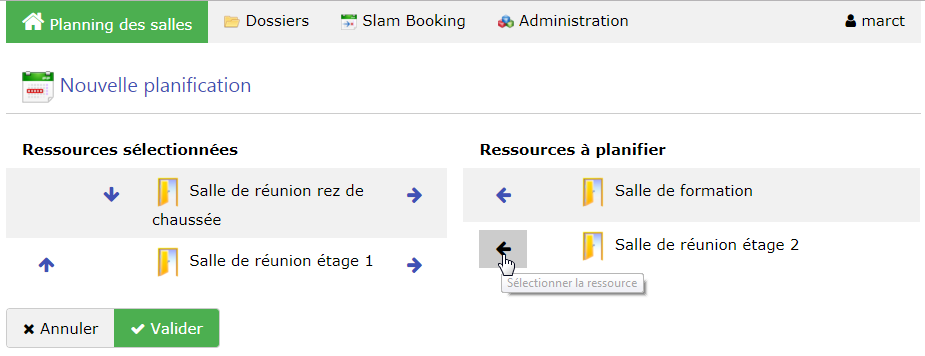 Planning des salles Dossiers Slam Booking Administration marct
Nouvelle planification
Ressources sélectionnées
Salle de réunion rez de
chaussée
Salle de réunion étage 1
Ressources à planifier
Salle de formation
Salle de réunion étage 2
Sélectionner la ressource
Annuler Valider